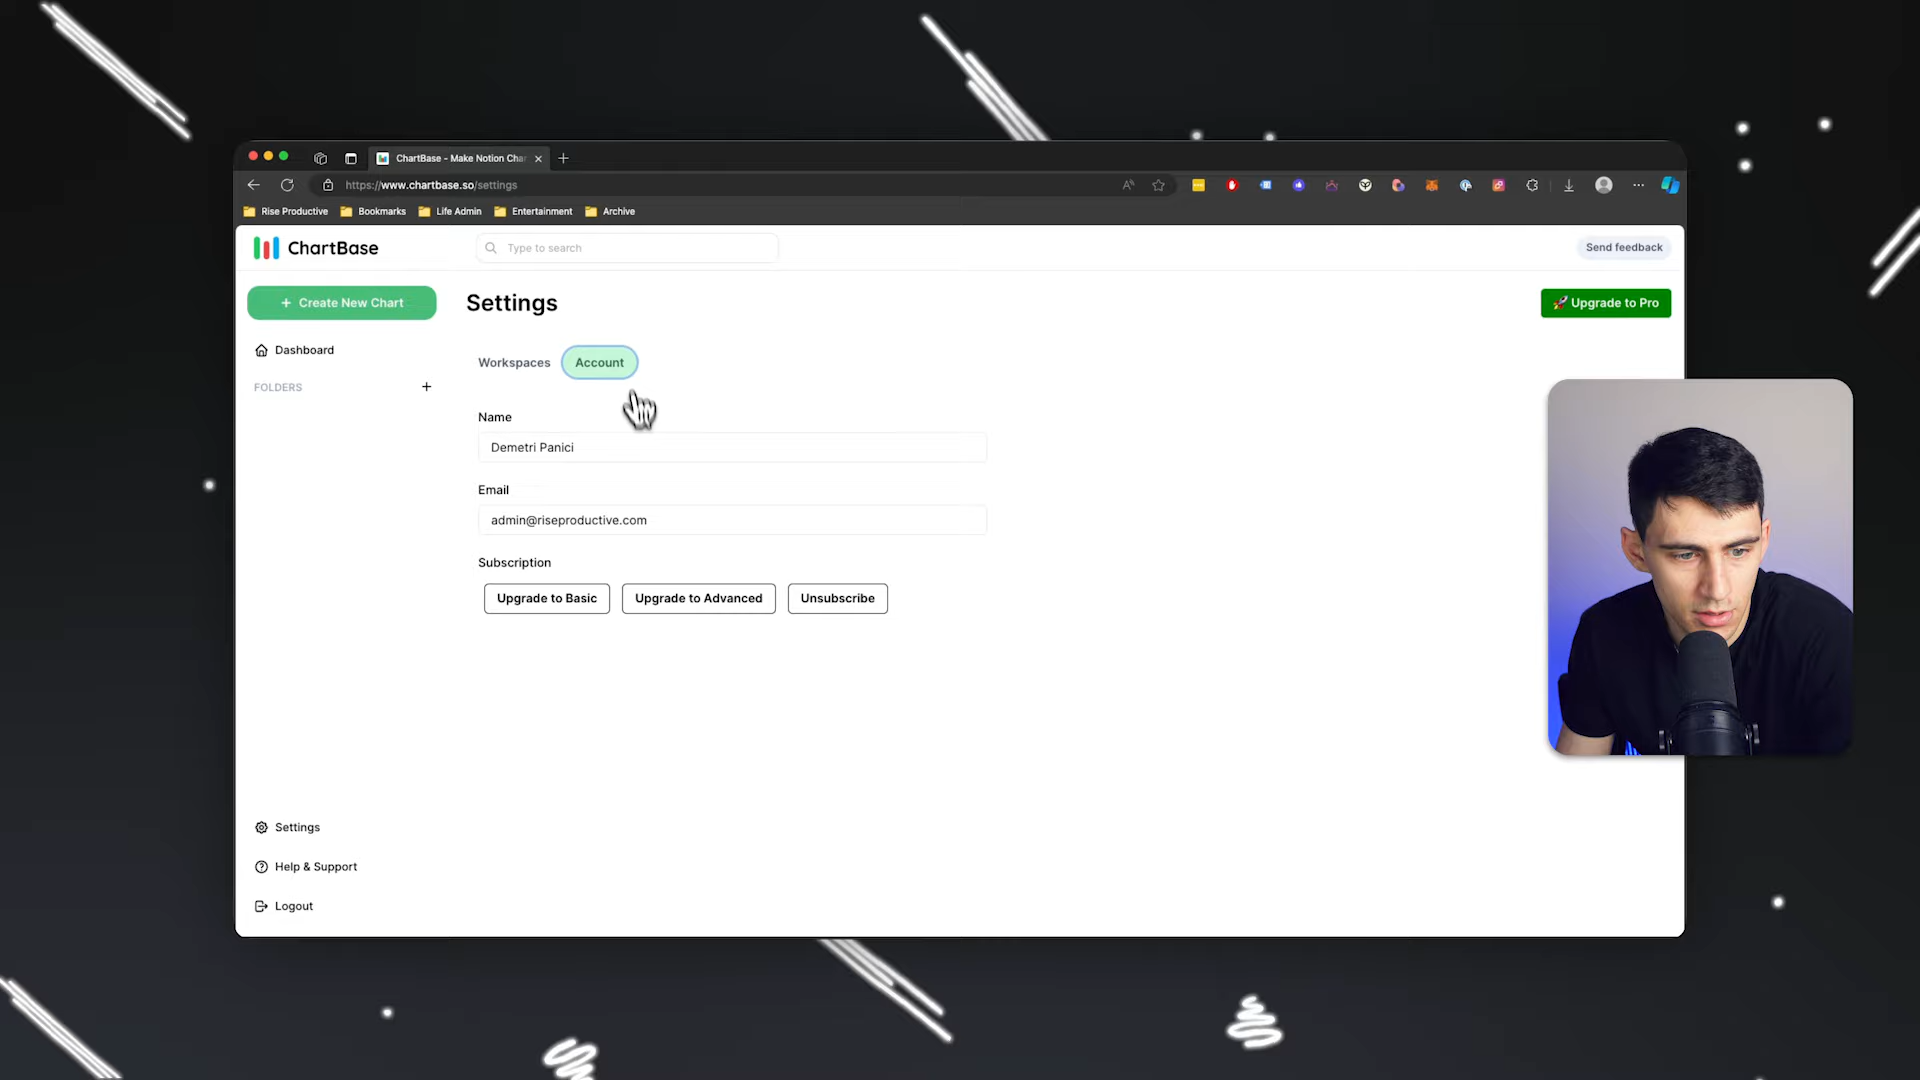 ChartBase - Make Notion Char
https://www.chartbase.so/settings
Rise Productive
Bookmarks
Life Admin
Entertainment
Archive
ChartBase
Type to search
Send feedback
+ Create New Chart
Settings
🚀 Upgrade to Pro
Dashboard
Workspaces
Account
FOLDERS
Name
Demetri Panici
Email
admin@riseproductive.com
Subscription
Upgrade to Basic
Upgrade to Advanced
Unsubscribe
Settings
Help & Support
Logout